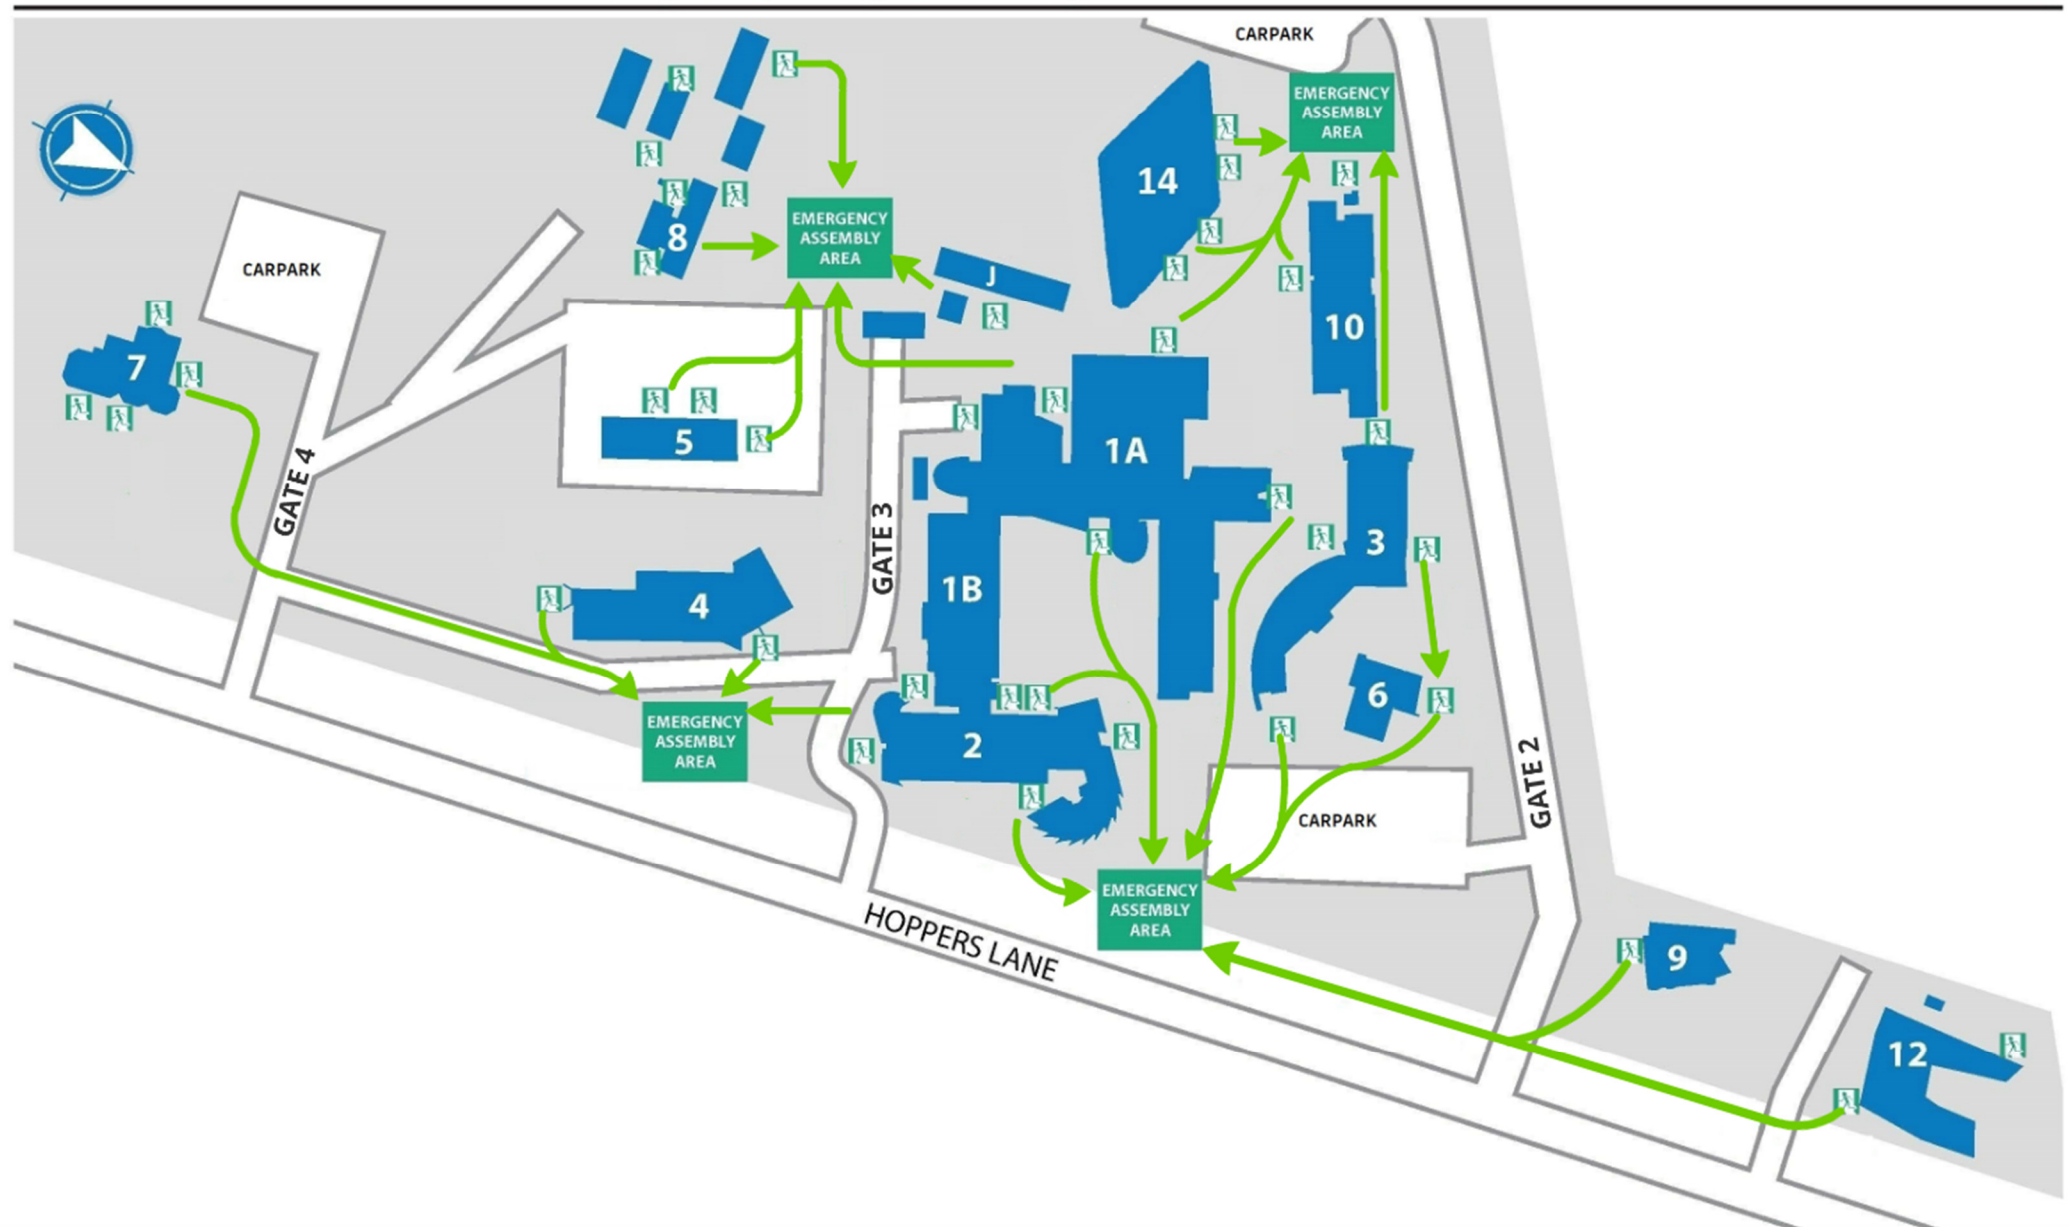 CARPARK
EMERGENCY
ASSEMBLY
AREA
14
EMERGENCY
ASSEMBLY
AREA
8
J
CARPARK
10
7
5
1A
GATE 4
GATE 3
3
1B
4
6
EMERGENCY
ASSEMBLY
AREA
2
GATE 2
CARPARK
EMERGENCY
ASSEMBLY
AREA
HOPPERS LANE
9
12